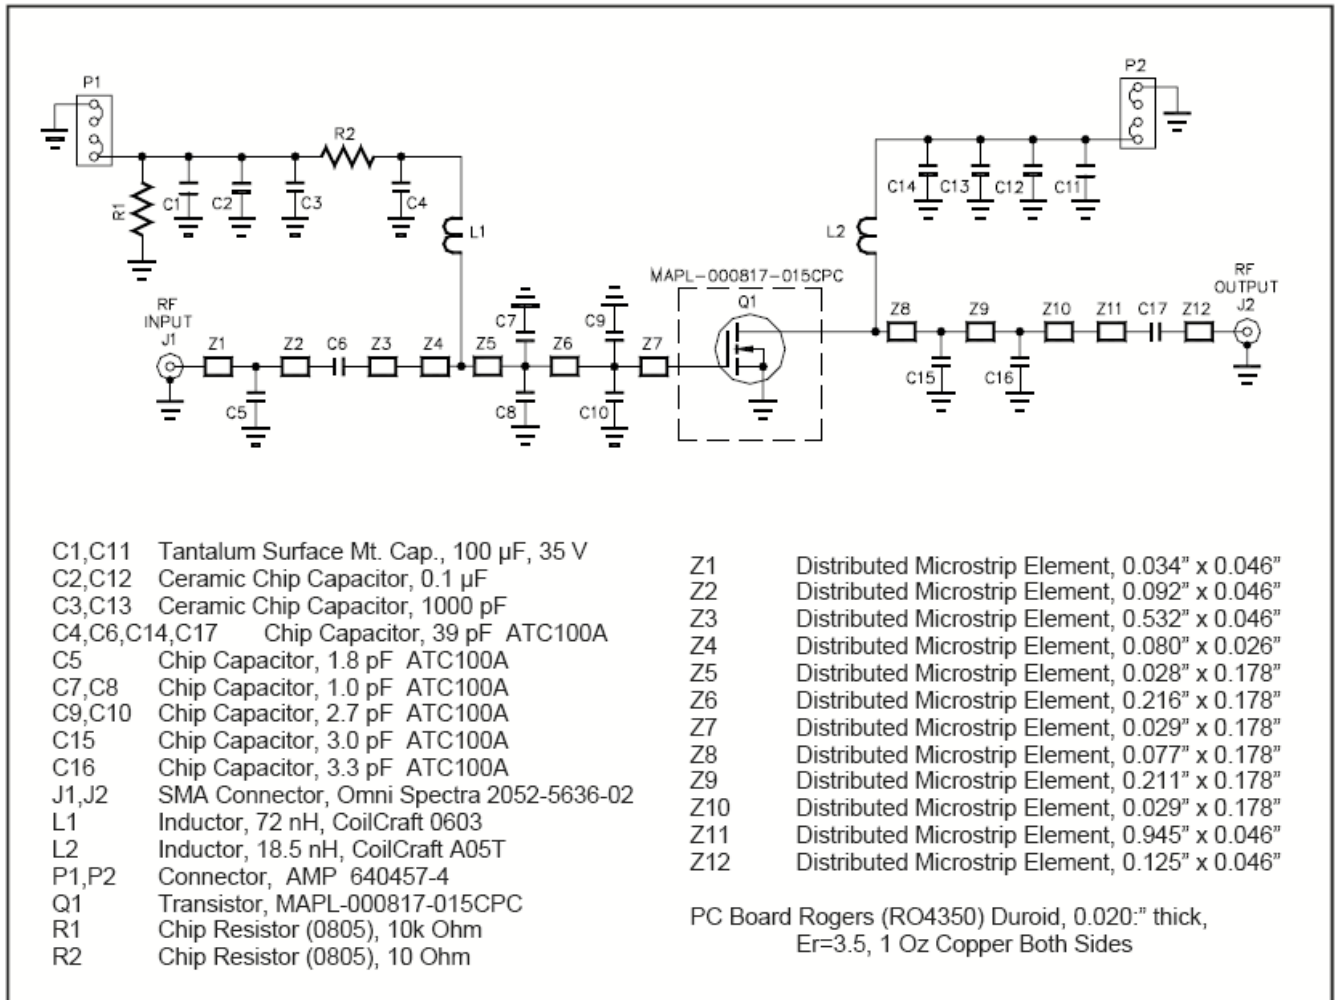 P1
P2
R2
R1
C1
C2
C3
C4
L1
C14
C13
C12
C11
L2
MAPL-000817-015CPC
Q1
RF
INPUT
J1
RF
OUTPUT
J2
Z1
Z2
C6
Z3
Z4
Z5
C7
Z6
C9
Z7
Z8
Z9
Z10
Z11
C17
Z12
C5
C8
C10
C15
C16
C1,C11 Tantalum Surface Mt. Cap., 100 µF, 35 V
C2,C12 Ceramic Chip Capacitor, 0.1 µF
C3,C13 Ceramic Chip Capacitor, 1000 pF
C4,C6,C14,C17 Chip Capacitor, 39 pF ATC100A
C5 Chip Capacitor, 1.8 pF ATC100A
C7,C8 Chip Capacitor, 1.0 pF ATC100A
C9,C10 Chip Capacitor, 2.7 pF ATC100A
C15 Chip Capacitor, 3.0 pF ATC100A
C16 Chip Capacitor, 3.3 pF ATC100A
J1,J2 SMA Connector, Omni Spectra 2052-5636-02
L1 Inductor, 72 nH, CoilCraft 0603
L2 Inductor, 18.5 nH, CoilCraft A05T
P1,P2 Connector, AMP 640457-4
Q1 Transistor, MAPL-000817-015CPC
R1 Chip Resistor (0805), 10k Ohm
R2 Chip Resistor (0805), 10 Ohm
Z1 Distributed Microstrip Element, 0.034” x 0.046”
Z2 Distributed Microstrip Element, 0.092” x 0.046”
Z3 Distributed Microstrip Element, 0.532” x 0.046”
Z4 Distributed Microstrip Element, 0.080” x 0.026”
Z5 Distributed Microstrip Element, 0.028” x 0.178”
Z6 Distributed Microstrip Element, 0.216” x 0.178”
Z7 Distributed Microstrip Element, 0.029” x 0.178”
Z8 Distributed Microstrip Element, 0.077” x 0.178”
Z9 Distributed Microstrip Element, 0.211” x 0.178”
Z10 Distributed Microstrip Element, 0.029” x 0.178”
Z11 Distributed Microstrip Element, 0.945” x 0.046”
Z12 Distributed Microstrip Element, 0.125” x 0.046”
PC Board Rogers (RO4350) Duroid, 0.020:” thick,
Er=3.5, 1 Oz Copper Both Sides